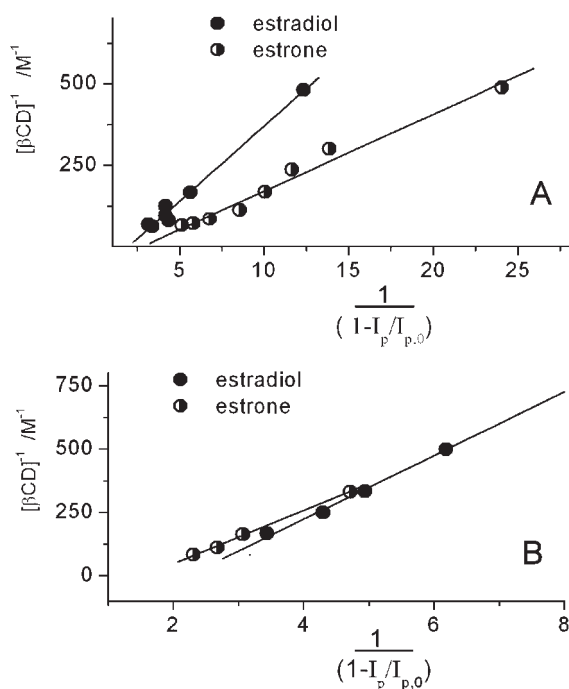 estradiol
estrone
[βCD]⁻¹ /M⁻¹
500
250
A
5 10 15 20 25
1
(1-Iₚ/Iₚ,₀)
estradiol
estrone
[βCD]⁻¹ /M⁻¹
750
500
250
0
B
2 4 6 8
1
(1-Iₚ/Iₚ,₀)